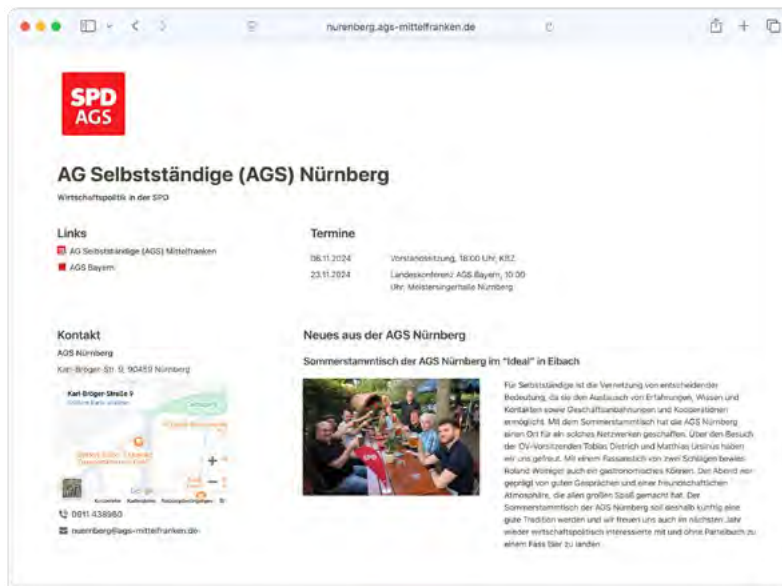 nurenberg.ags-mittelfranken.de
SPD
AGS
AG Selbstständige (AGS) Nürnberg
Wirtschaftspolitik in der SPD
Links
AG Selbstständige (AGS) Mittelfranken
AGS Bayern
Termine
06.11.2024 Vorstandssitzung, 18:00 Uhr, KBZ
23.11.2024 Landeskonferenz AGS Bayern, 10:00
Uhr, Meistersingerhalle Nürnberg
Kontakt
AGS Nürnberg
Karl-Bröger-Str. 9, 90459 Nürnberg
Karl-Bröger-Straße 9
0911 438960
nuernberg@ags-mittelfranken.de
Neues aus der AGS Nürnberg
Sommerstammtisch der AGS Nürnberg im "Ideal" in Eibach
SPD
AGS
Für Selbstständige ist die Vernetzung von entscheidender
Bedeutung, da sie den Austausch von Erfahrungen, Wissen und
Kontakten sowie Geschäftsanbahnungen und Kooperationen
ermöglicht. Mit dem Sommerstammtisch hat die AGS Nürnberg
einen Ort für ein solches Netzwerken geschaffen. Über den Besuch
der OV-Vorsitzenden Tobias Dietrich und Matthias Ursinus haben
wir uns gefreut. Mit einem Fassanstich von zwei Schlägen bewies
Roland auch ein gastronomisches Können. Der Abend war
geprägt von guten Gesprächen und einer freundschaftlichen
Atmosphäre, die allen großen Spaß gemacht hat. Der
Sommerstammtisch der AGS Nürnberg soll deshalb künftig eine
gute Tradition werden und wir freuen uns auch im nächsten Jahr
wieder wirtschaftspolitisch interessierte mit und ohne Parteibuch zu
einem Fass Bier zu landen